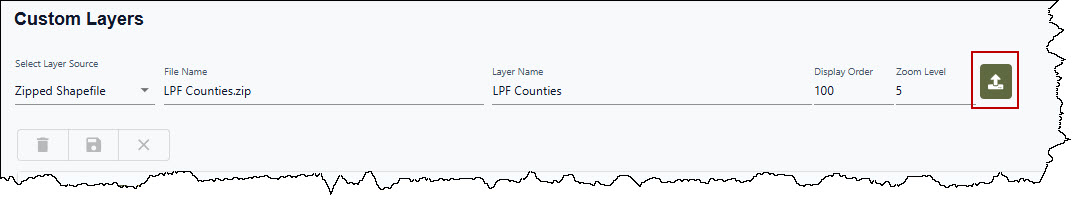 Custom Layers
Select Layer Source File Name Layer Name Display Order Zoom Level
Zipped Shapefile LPF Counties.zip LPF Counties 100 5